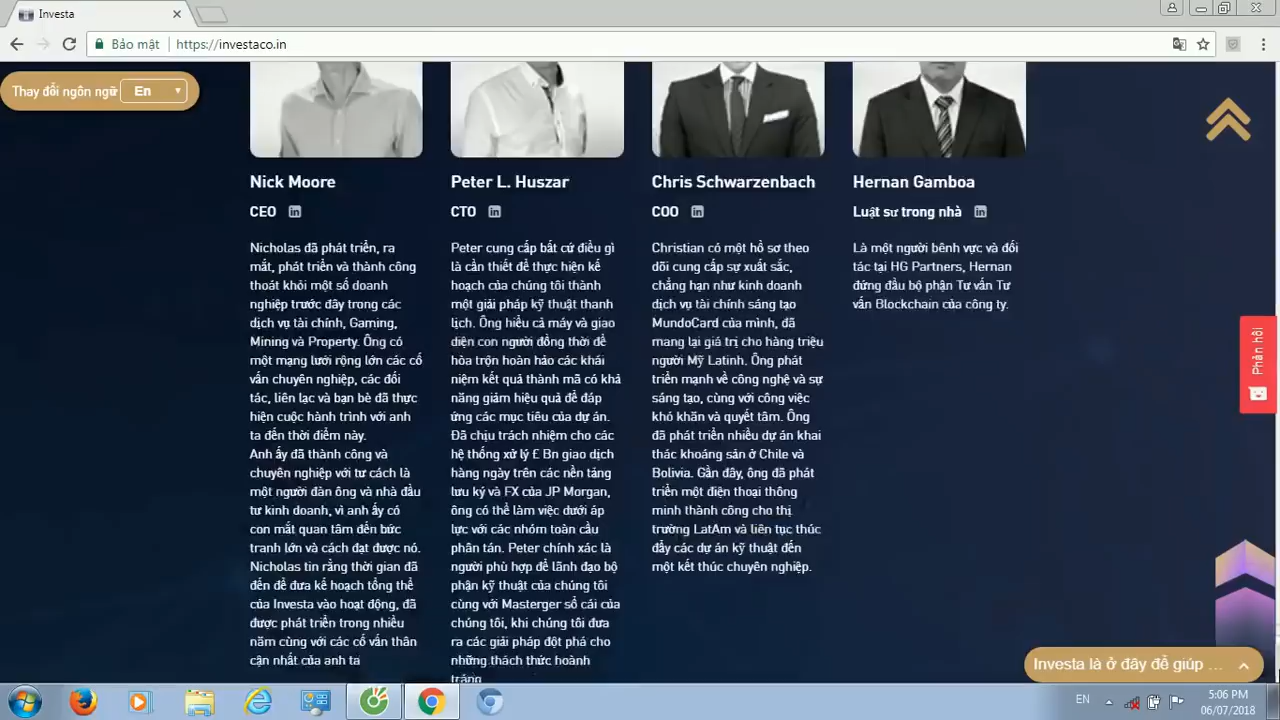 Investa
Bảo mật
https://investaco.in
Thay đổi ngôn ngữ
En
Nick Moore
CEO
Nicholas đã phát triển, ra
mắt, phát triển và thành công
thoát khỏi một số doanh
nghiệp trước đây trong các
dịch vụ tài chính, Gaming,
Mining và Property. Ông có
một mạng lưới rộng lớn các cố
vấn chuyên nghiệp, các đối
tác, liên lạc và bạn bè đã thực
hiện cuộc hành trình với anh
ta đến thời điểm này.
Anh ấy đã thành công và
chuyên nghiệp với tư cách là
một người đàn ông và nhà đầu
tư kinh doanh, vì anh ấy có
con mắt quan tâm đến bức
tranh lớn và cách đạt được nó.
Nicholas tin rằng thời gian đã
đến để đưa kế hoạch tổng thể
của Investa vào hoạt động, đã
được phát triển trong nhiều
năm cùng với các cố vấn thân
cận nhất của anh ta
Peter L. Huszar
CTO
Peter cung cấp bất cứ điều gì
là cần thiết để thực hiện kế
hoạch của chúng tôi thành
một giải pháp kỹ thuật thanh
lịch. Ông hiểu cả máy và giao
diện con người đồng thời để
hòa trộn hoàn hảo các khái
niệm kết quả thành mã có khả
năng giảm hiệu quả để đáp
ứng các mục tiêu của dự án.
Đã chịu trách nhiệm cho các
hệ thống xử lý £ Bn giao dịch
hàng ngày trên các nền tảng
lưu ký và FX của JP Morgan,
ông có thể làm việc dưới áp
lực với các nhóm toàn cầu
phân tán. Peter chính xác là
người phù hợp để lãnh đạo bộ
phận kỹ thuật của chúng tôi
cùng với Masterger sổ cái của
chúng tôi, khi chúng tôi đưa
ra các giải pháp đột phá cho
những thách thức hoành
tráng
Chris Schwarzenbach
COO
Christian có một hồ sơ theo
dõi cung cấp sự xuất sắc,
chẳng hạn như kinh doanh
dịch vụ tài chính sáng tạo
MundoCard của mình, đã
mang lại giá trị cho hàng triệu
người Mỹ Latinh. Ông phát
triển mạnh về công nghệ và sự
sáng tạo, cùng với công việc
khó khăn và quyết tâm. Ông
đã phát triển nhiều dự án khai
thác khoáng sản ở Chile và
Bolivia. Gần đây, ông đã phát
triển một điện thoại thông
minh thành công cho thị
trường LatAm và liên tục thúc
đẩy các dự án kỹ thuật đến
một kết thúc chuyên nghiệp.
Hernan Gamboa
Luật sư trong nhà
Là một người bênh vực và đối
tác tại HG Partners, Hernan
đứng đầu bộ phận Tư vấn Tư
vấn Blockchain của công ty.
Phản hồi
Investa là ở đây để giúp ...
EN
5:06 PM
06/07/2018